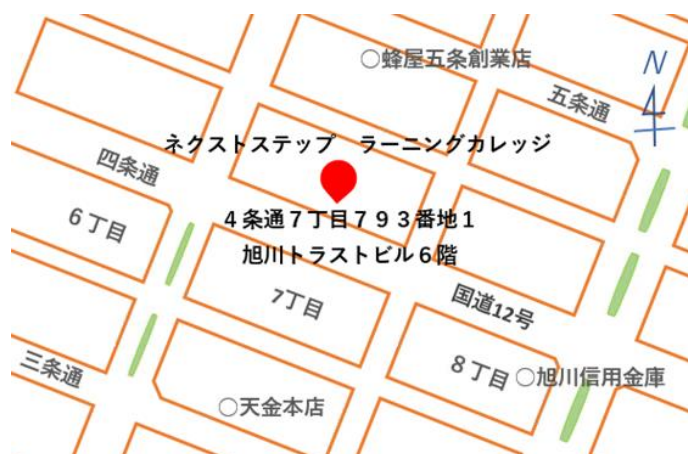 ○蜂屋五条創業店
N
五条通
ネクストステップ　ラーニングカレッジ
四条通
4条通7丁目793番地1
旭川トラストビル6階
6丁目
7丁目
国道12号
三条通
8丁目
○旭川信用金庫
○天金本店